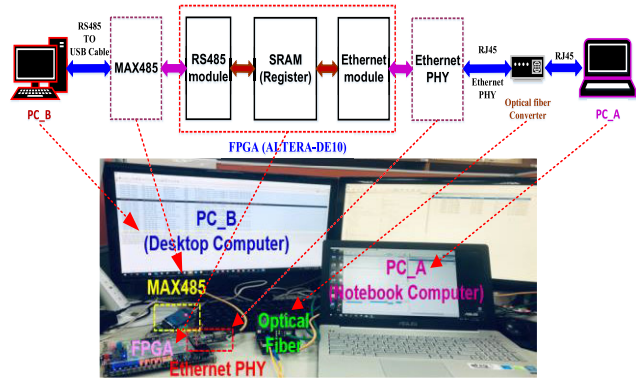 RS485
TO
USB Cable
MAX485
RS485
module
SRAM
(Register)
Ethernet
module
Ethernet
PHY
RJ45
Ethernet
PHY
RJ45
Optical fiber
Converter
PC_B
PC_A
FPGA (ALTERA-DE10)
PC_B
(Desktop Computer)
PC_A
(Notebook Computer)
MAX485
Optical
Fiber
FPGA
Ethernet PHY